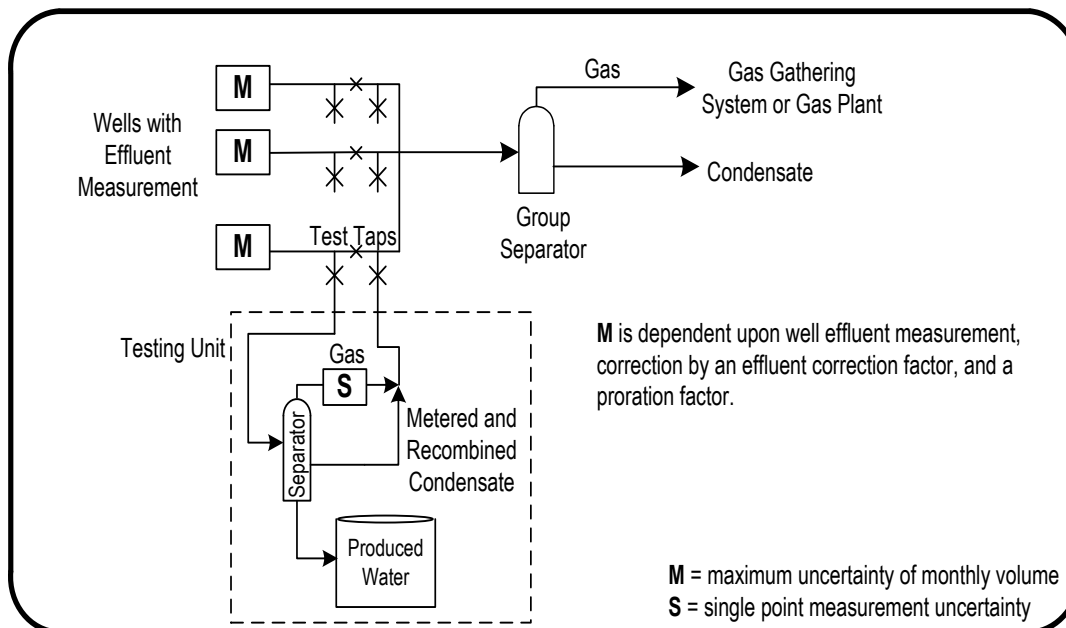 M
Wells with
Effluent
Measurement
M
M
Test Taps
Gas
Gas Gathering
System or Gas Plant
Condensate
Group
Separator
Testing Unit
Gas
S
Separator
Metered and
Recombined
Condensate
Produced
Water
M is dependent upon well effluent measurement,
correction by an effluent correction factor, and a
proration factor.
M = maximum uncertainty of monthly volume
S = single point measurement uncertainty